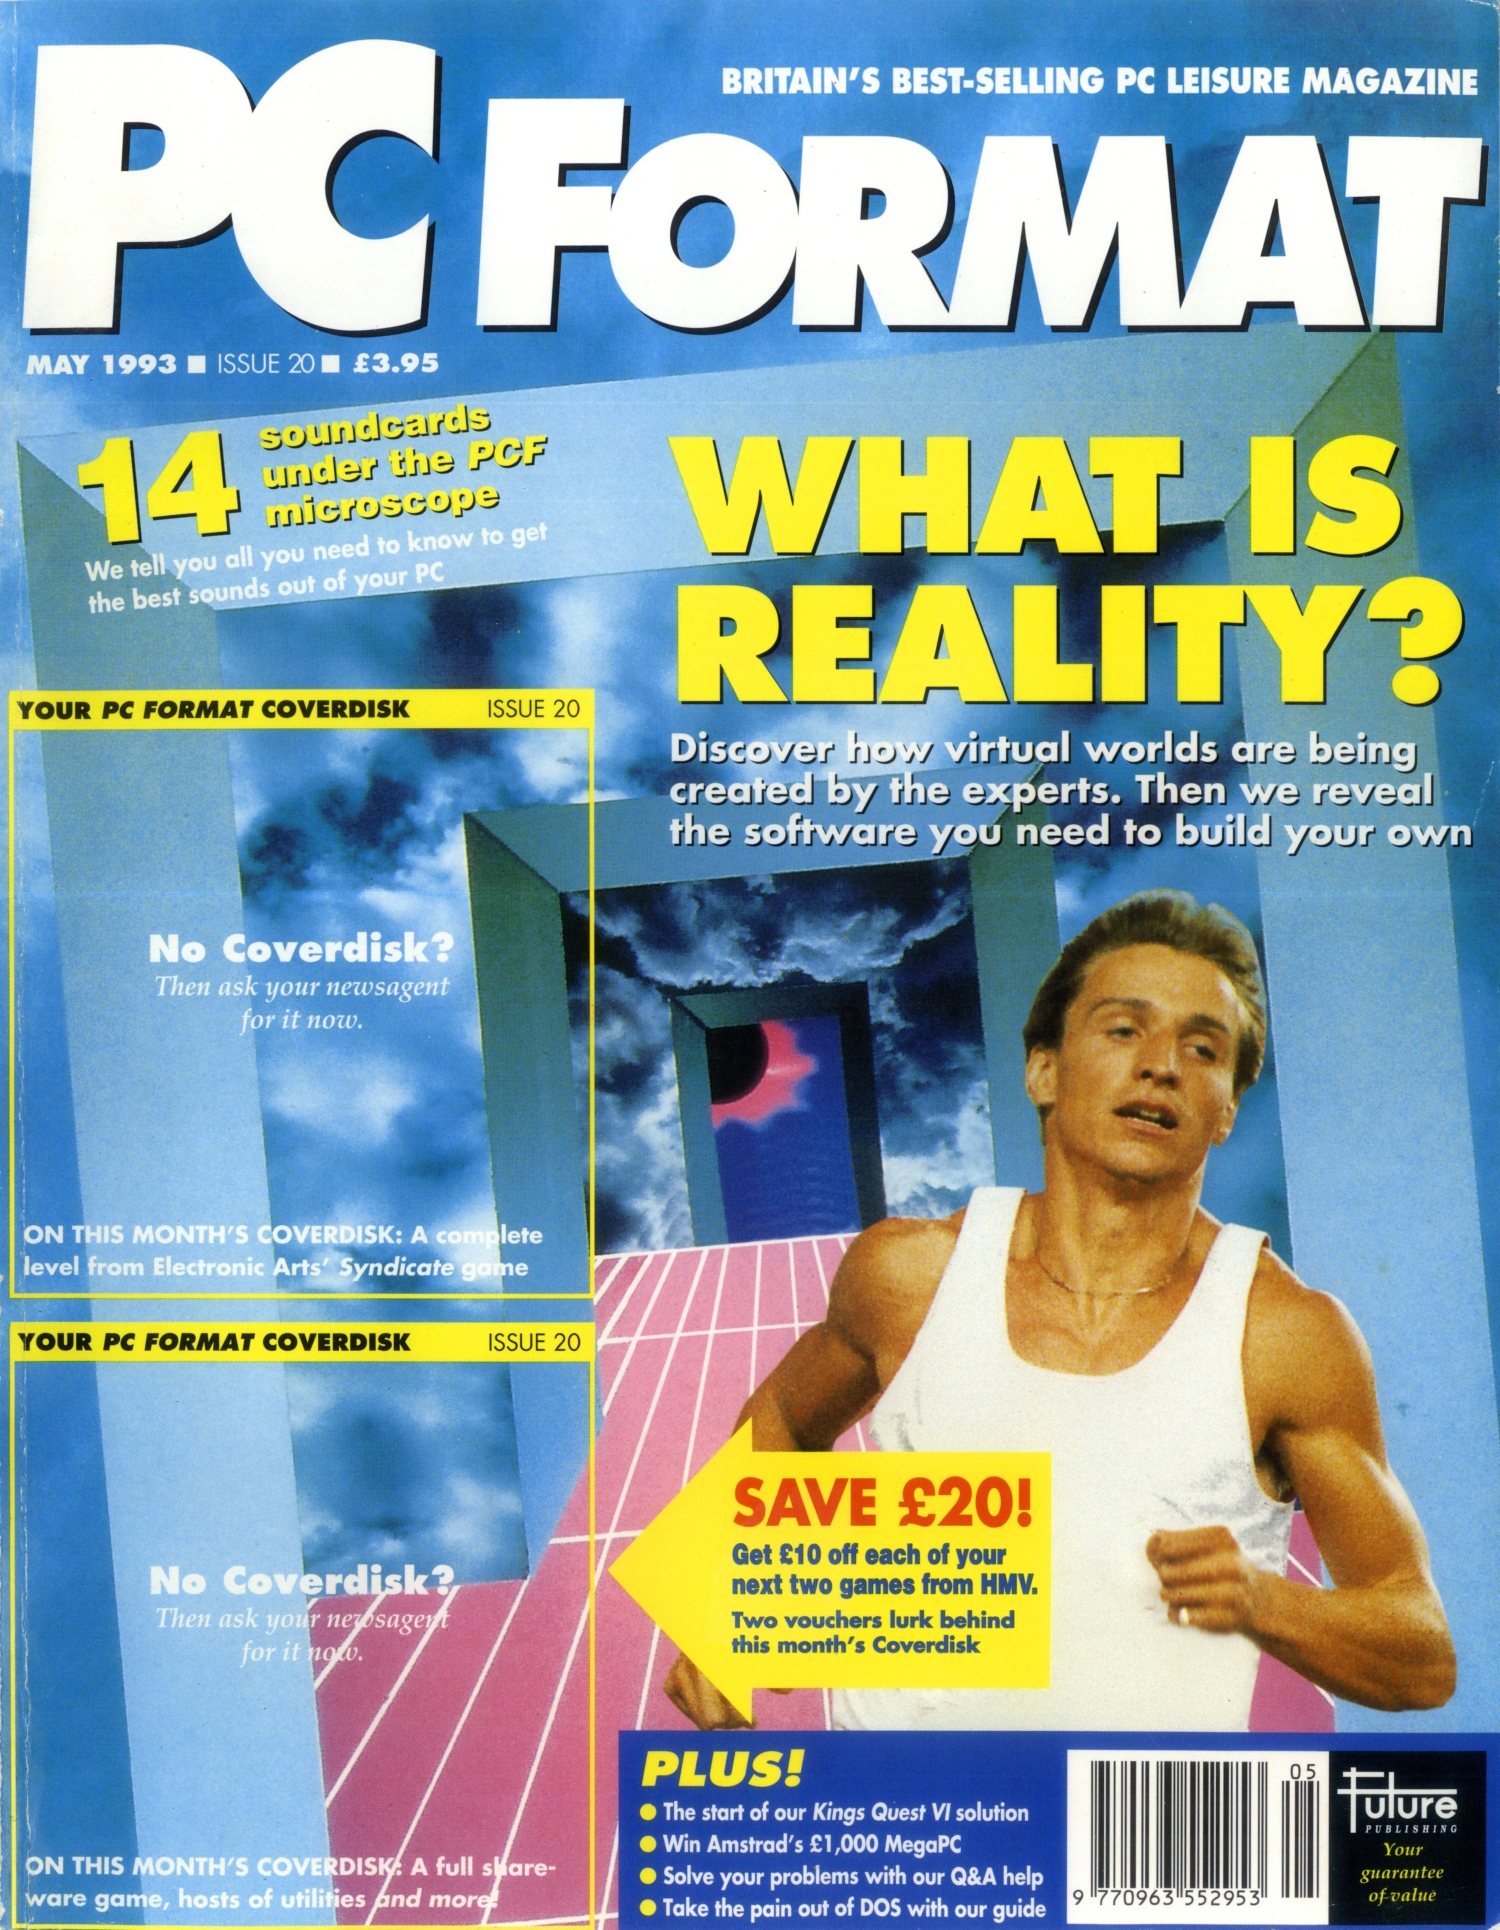 BRITAIN'S BEST-SELLING PC LEISURE MAGAZINE
PC FORMAT
MAY 1993 ■ ISSUE 20 ■ £3.95
14
soundcards
under the PCF
microscope
We tell you all you need to know to get
the best sounds out of your PC
WHAT IS
REALITY?
Discover how virtual worlds are being
created by the experts. Then we reveal
the software you need to build your own
YOUR PC FORMAT COVERDISK ISSUE 20
No Coverdisk?
Then ask your newsagent
for it now.
ON THIS MONTH'S COVERDISK: A complete
level from Electronic Arts' Syndicate game
YOUR PC FORMAT COVERDISK ISSUE 20
No Coverdisk?
Then ask your newsagent
for it now.
ON THIS MONTH'S COVERDISK: A full share-
ware game, hosts of utilities and more!
SAVE £20!
Get £10 off each of your
next two games from HMV.
Two vouchers lurk behind
this month's Coverdisk
PLUS!
● The start of our Kings Quest VI solution
● Win Amstrad's £1,000 MegaPC
● Solve your problems with our Q&A help
● Take the pain out of DOS with our guide
05
9 770963 552953
Future
PUBLISHING
Your
guarantee
of value